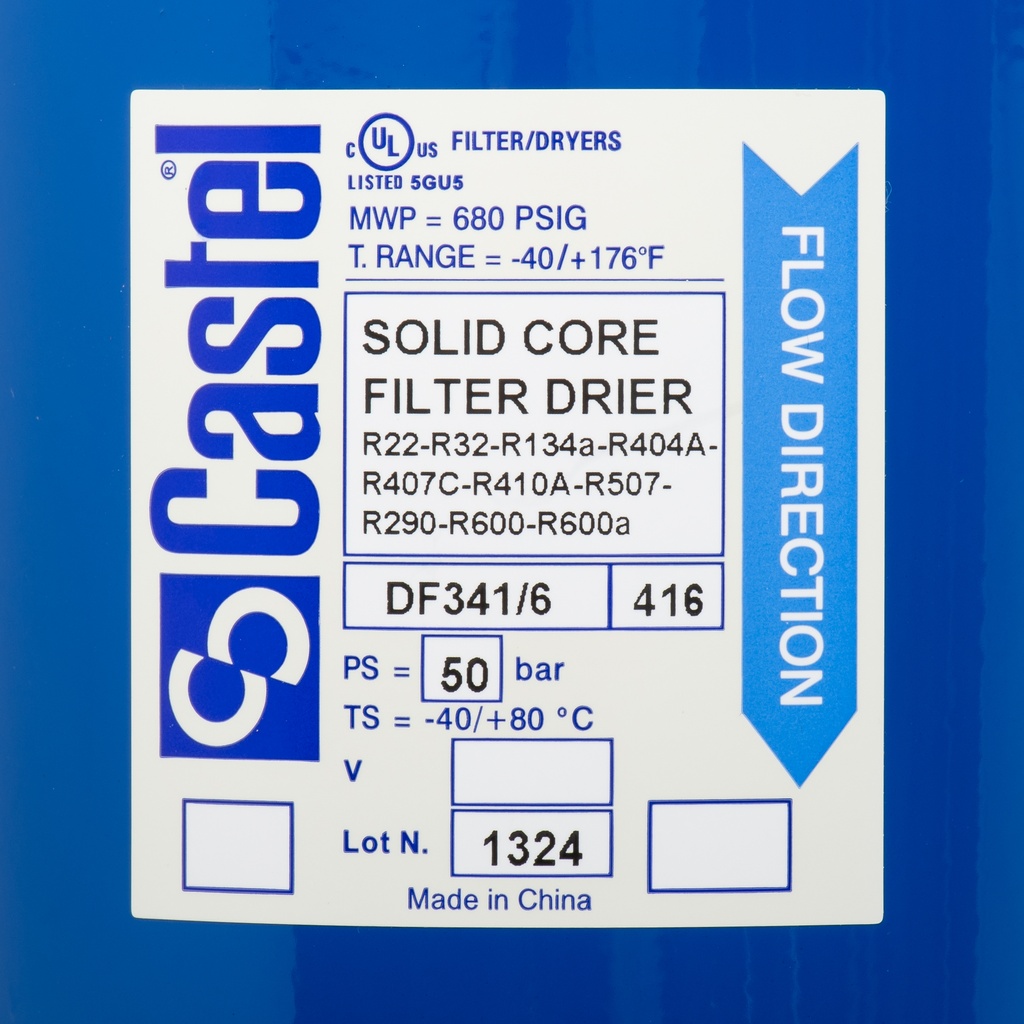 Castel®
C UL US FILTER/DRYERS
LISTED 5GU5
MWP = 680 PSIG
T. RANGE = -40/+176°F
SOLID CORE
FILTER DRIER
R22-R32-R134a-R404A-
R407C-R410A-R507-
R290-R600-R600a
DF341/6 416
PS = 50 bar
TS = -40/+80 °C
V
Lot N. 1324
Made in China
FLOW DIRECTION